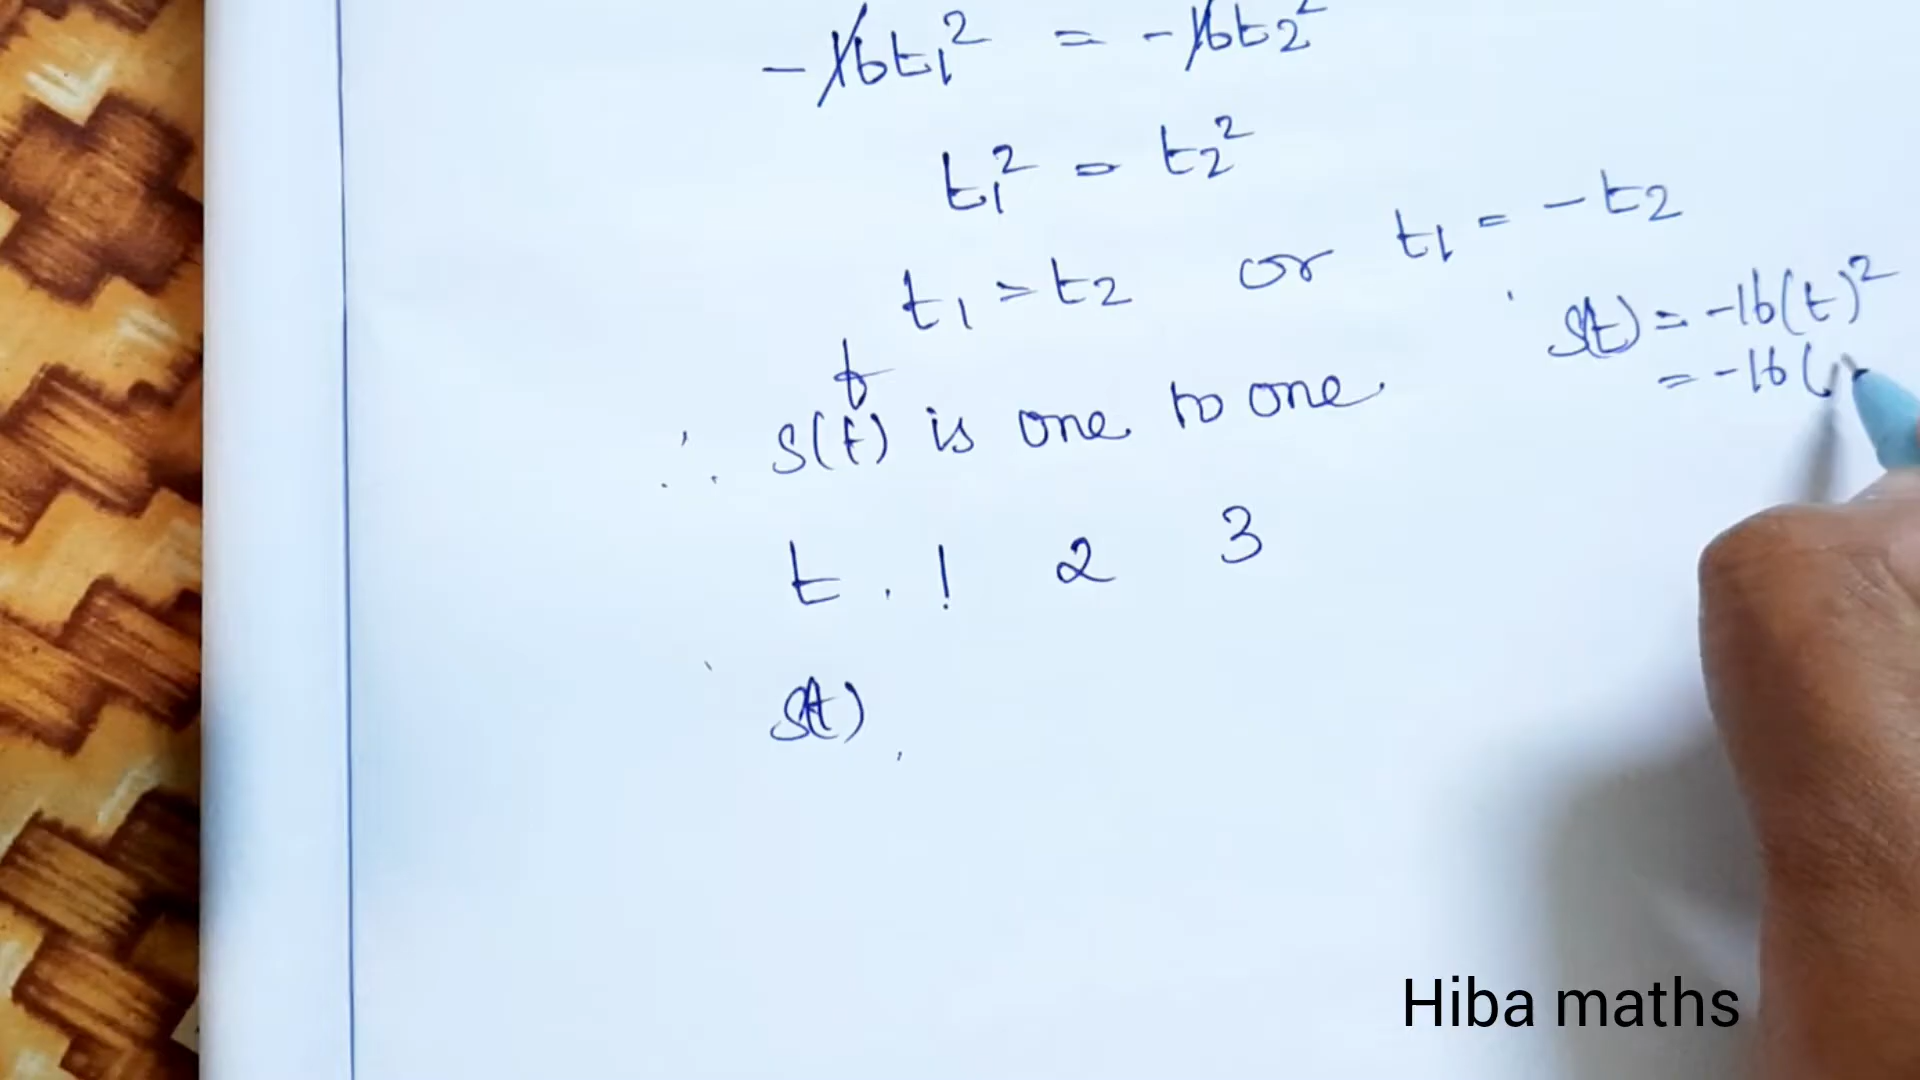 -16t₁² = -16t₂²
t₁² = t₂²
t₁ = t₂ or t₁ = -t₂
S(t) = -16(t)²
= -16(
∴ S(t) is one to one
t 1 2 3
S(t)
Hiba maths